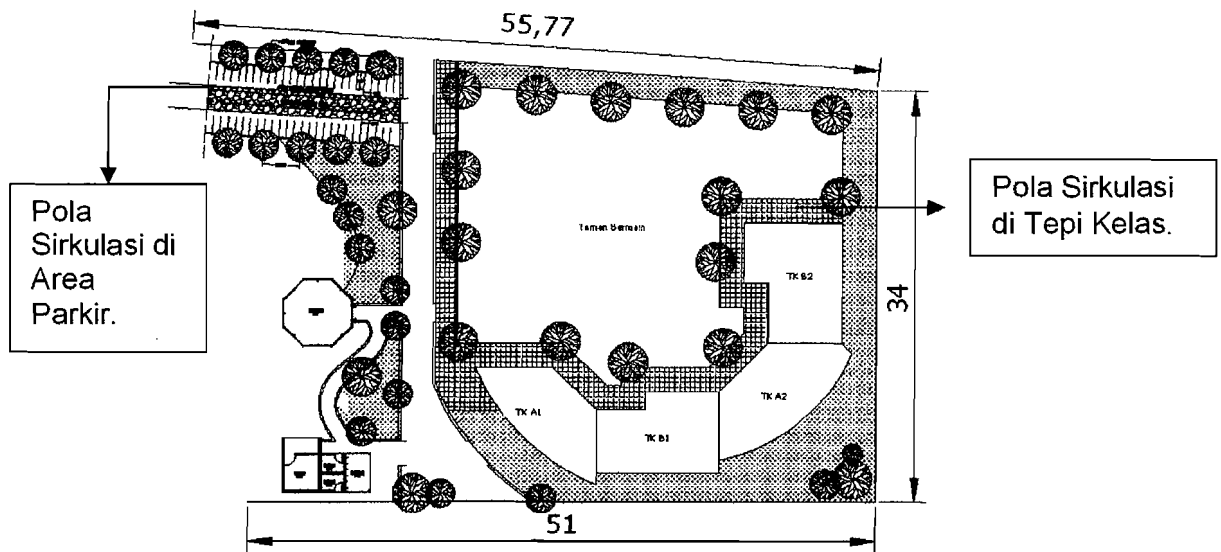 55,77
Pola
Sirkulasi di
Area
Parkir.
Taman Bermain
Pola Sirkulasi
di Tepi Kelas.
TK B2
34
TK A2
TK A1
TK B1
51